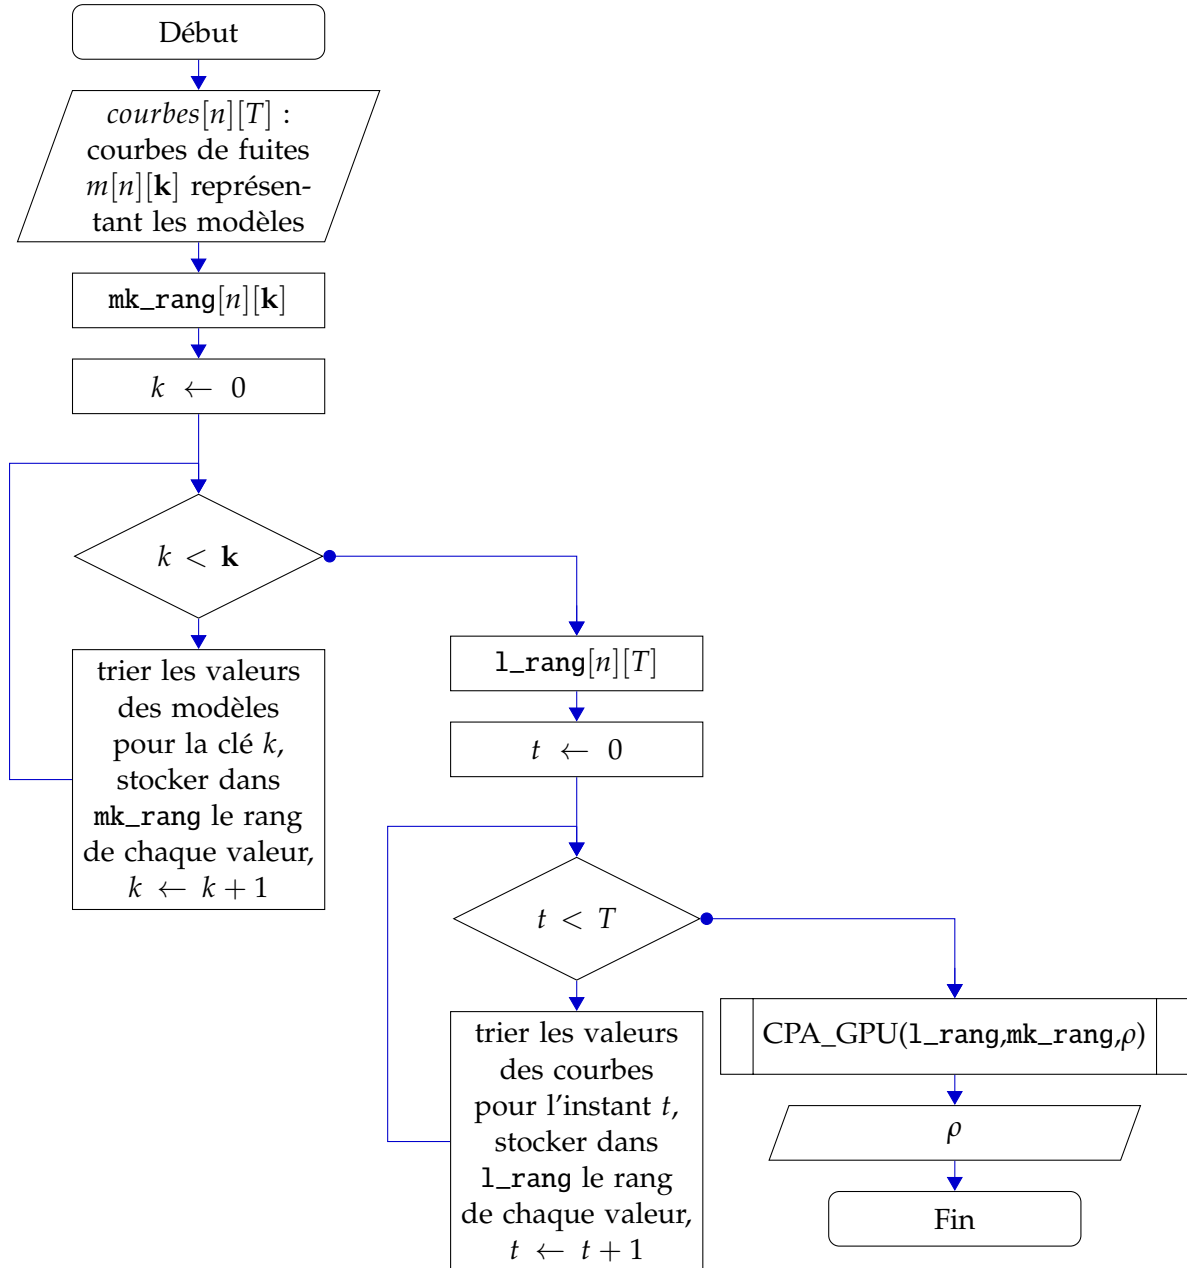 Début
courbes[n][T] :
courbes de fuites
m[n][k] représen-
tant les modèles
mk_rang[n][k]
k ← 0
k < k
trier les valeurs
des modèles
pour la clé k,
stocker dans
mk_rang le rang
de chaque valeur,
k ← k + 1
l_rang[n][T]
t ← 0
t < T
trier les valeurs
des courbes
pour l'instant t,
stocker dans
l_rang le rang
de chaque valeur,
t ← t + 1
CPA_GPU(l_rang,mk_rang,ρ)
ρ
Fin